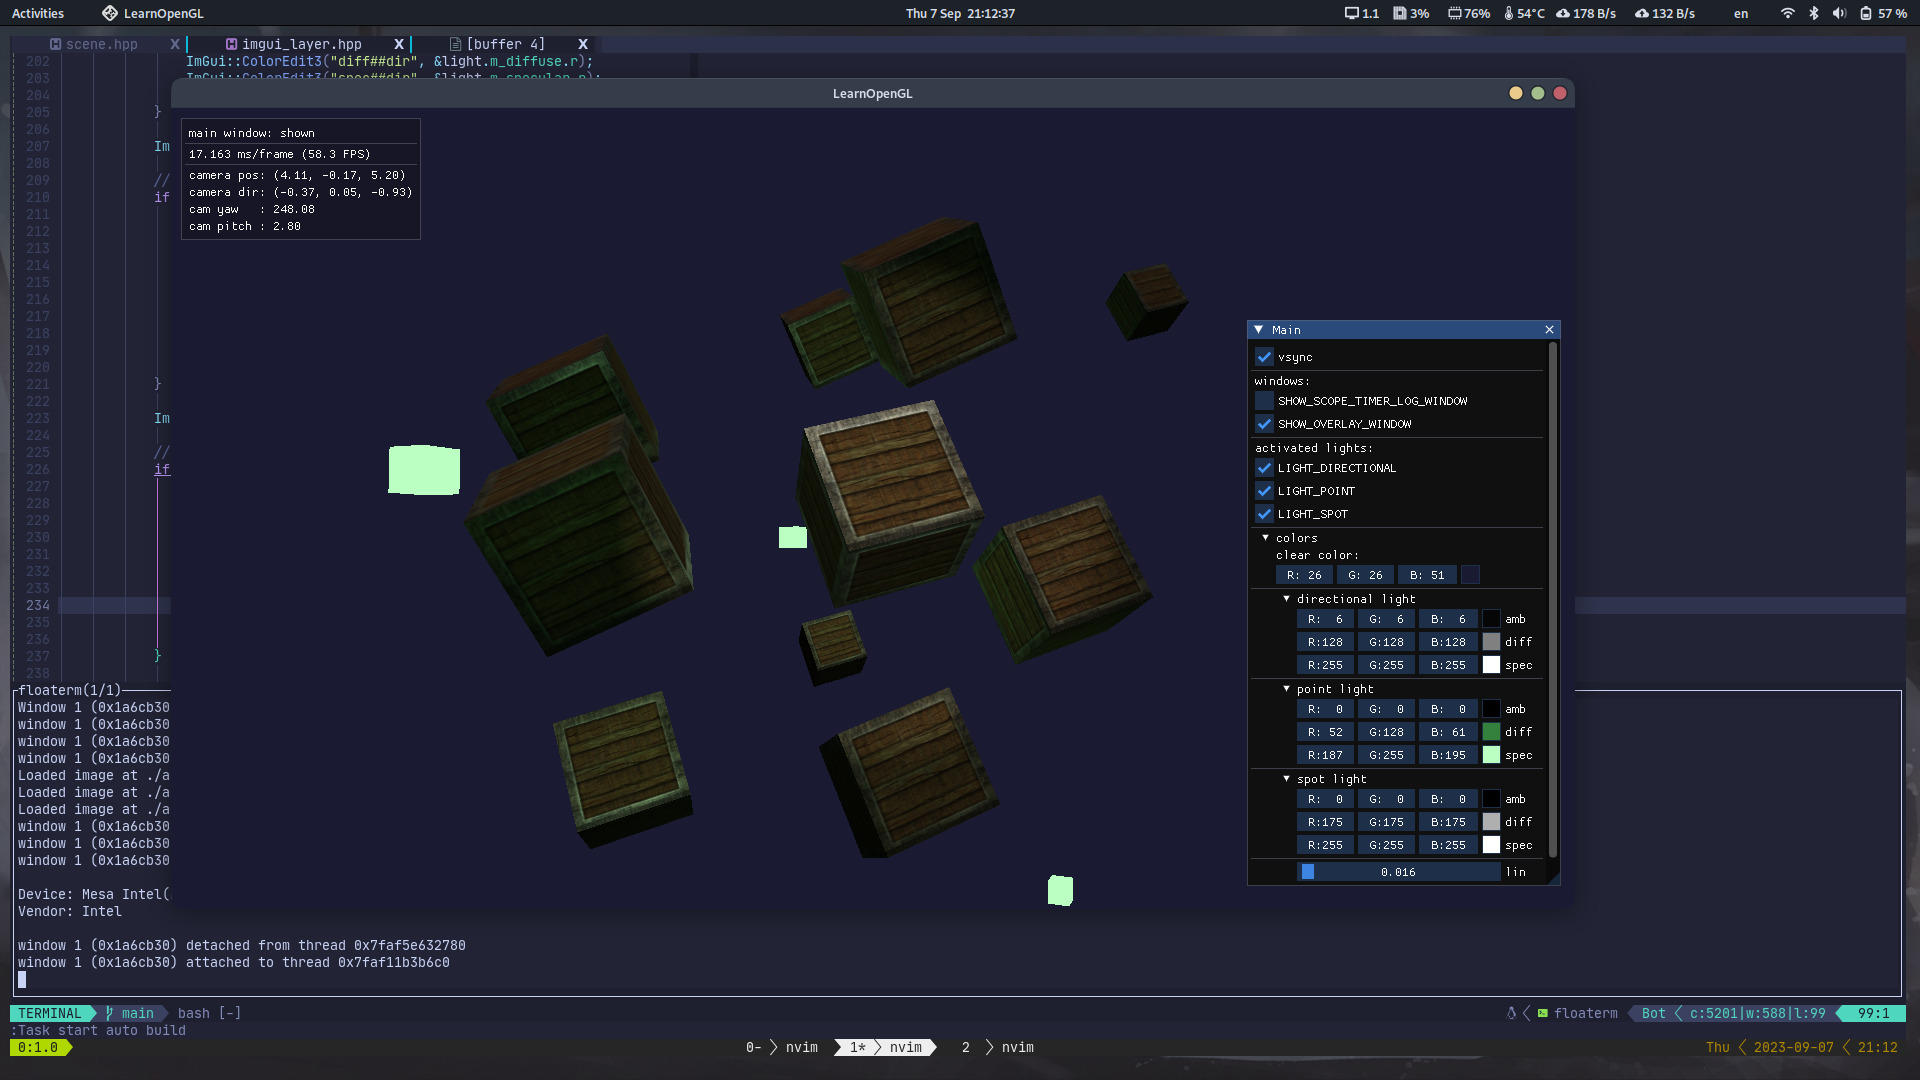 Activities
LearnOpenGL
Thu 7 Sep 21:12:37
1.1
3%
76%
54°C
178 B/s
132 B/s
en
57 %
scene.hpp X
imgui_layer.hpp X
[buffer 4] X
202 ImGui::ColorEdit3("diff##dir", &light.m_diffuse.r);
203 ImGui::ColorEdit3("spec##dir", &light.m_specular.r);
204
205 }
206
207 Im
208
209 //
210 if
211
212
213
214
215
216
217
218
219
220
221 }
222
223 Im
224
225 //
226 if
227
228
229
230
231
232
233
234
235
236
237 }
238
LearnOpenGL
main window: shown
17.163 ms/frame (58.3 FPS)
camera pos: (4.11, -0.17, 5.20)
camera dir: (-0.37, 0.05, -0.93)
cam yaw : 248.08
cam pitch : 2.80
Main
vsync
windows:
SHOW_SCOPE_TIMER_LOG_WINDOW
SHOW_OVERLAY_WINDOW
activated lights:
LIGHT_DIRECTIONAL
LIGHT_POINT
LIGHT_SPOT
colors
clear color:
R: 26 G: 26 B: 51
directional light
R: 6 G: 6 B: 6 amb
R:128 G:128 B:128 diff
R:255 G:255 B:255 spec
point light
R: 0 G: 0 B: 0 amb
R: 52 G:128 B: 61 diff
R:187 G:255 B:195 spec
spot light
R: 0 G: 0 B: 0 amb
R:175 G:175 B:175 diff
R:255 G:255 B:255 spec
0.016 lin
floaterm(1/1)
Window 1 (0x1a6cb30
window 1 (0x1a6cb30
window 1 (0x1a6cb30
window 1 (0x1a6cb30
Loaded image at ./a
Loaded image at ./a
Loaded image at ./a
window 1 (0x1a6cb30
window 1 (0x1a6cb30
window 1 (0x1a6cb30
Device: Mesa Intel(
Vendor: Intel
window 1 (0x1a6cb30) detached from thread 0x7faf5e632780
window 1 (0x1a6cb30) attached to thread 0x7faf11b3b6c0
TERMINAL main bash [-]
floaterm Bot c:5201|w:588|l:99 99:1
:Task start auto build
0:1.0
0- nvim 1* nvim 2 nvim
Thu 2023-09-07 21:12